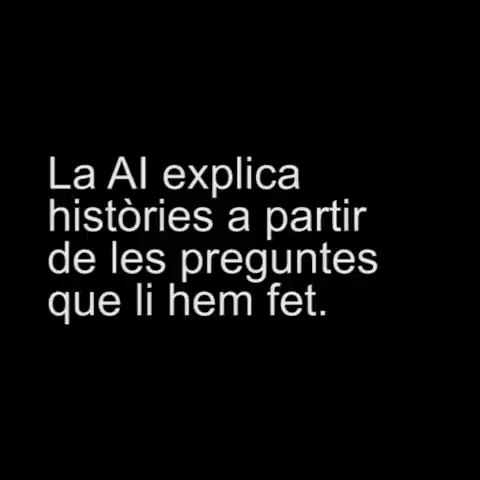 La AI explica
històries a partir
de les preguntes
que li hem fet.